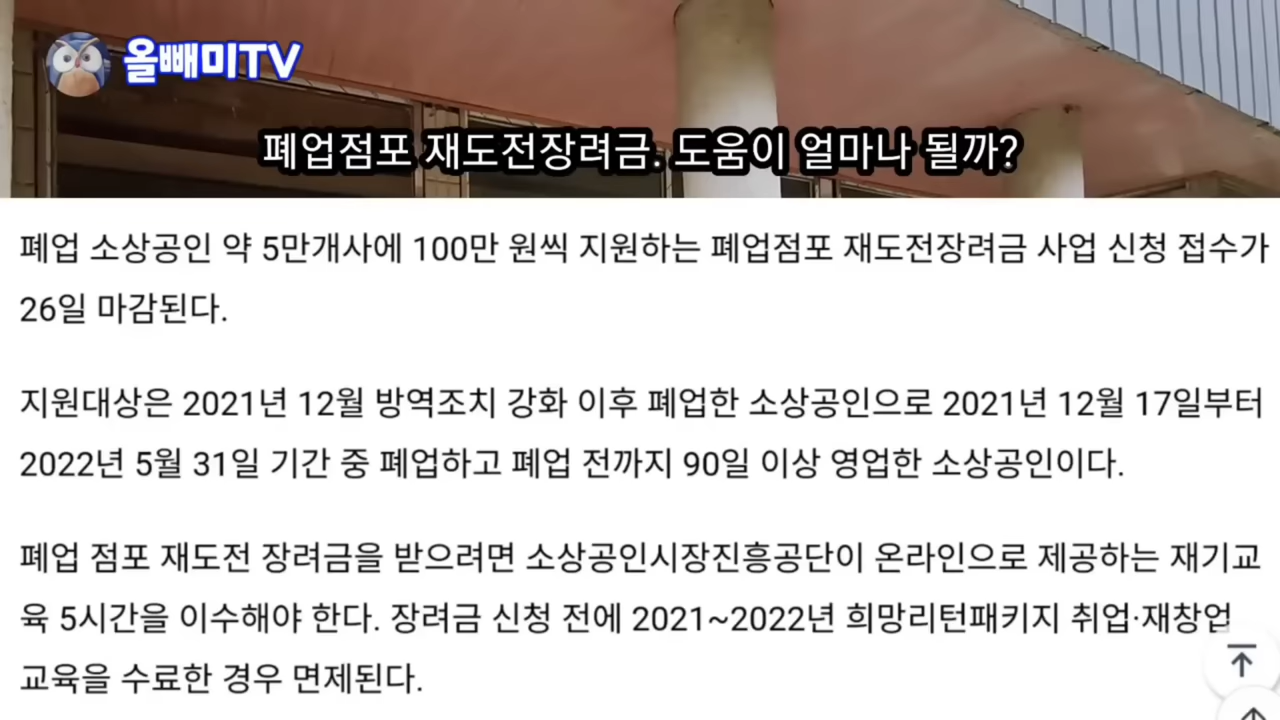 올빼미TV
폐업점포 재도전장려금. 도움이 얼마나 될까?
폐업 소상공인 약 5만개사에 100만 원씩 지원하는 폐업점포 재도전장려금 사업 신청 접수가
26일 마감된다.
지원대상은 2021년 12월 방역조치 강화 이후 폐업한 소상공인으로 2021년 12월 17일부터
2022년 5월 31일 기간 중 폐업하고 폐업 전까지 90일 이상 영업한 소상공인이다.
폐업 점포 재도전 장려금을 받으려면 소상공인시장진흥공단이 온라인으로 제공하는 재기교
육 5시간을 이수해야 한다. 장려금 신청 전에 2021~2022년 희망리턴패키지 취업·재창업
교육을 수료한 경우 면제된다.